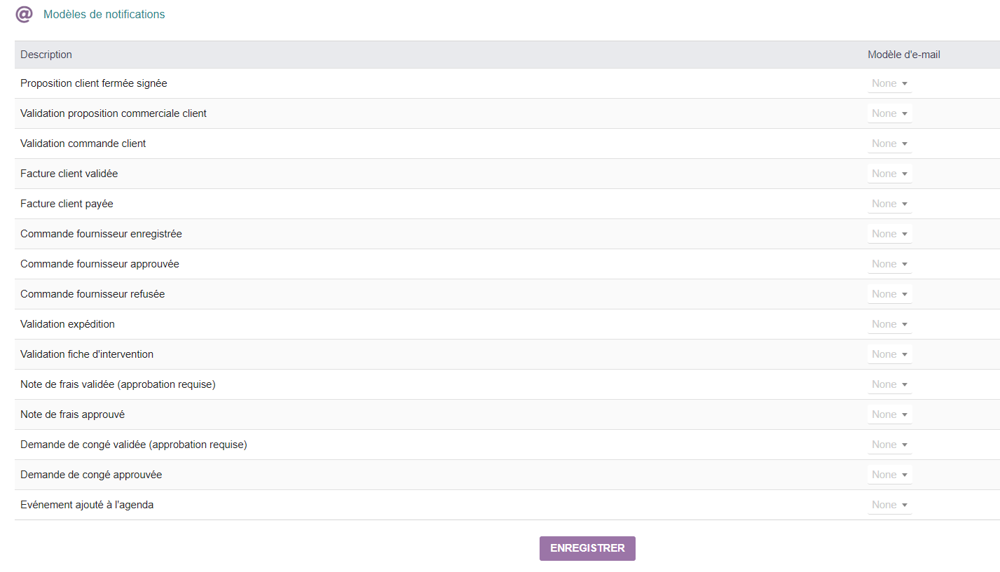 @ Modèles de notifications
Description Modèle d'e-mail
Proposition client fermée signée None
Validation proposition commerciale client None
Validation commande client None
Facture client validée None
Facture client payée None
Commande fournisseur enregistrée None
Commande fournisseur approuvée None
Commande fournisseur refusée None
Validation expédition None
Validation fiche d'intervention None
Note de frais validée (approbation requise) None
Note de frais approuvé None
Demande de congé validée (approbation requise) None
Demande de congé approuvée None
Evénement ajouté à l'agenda None
ENREGISTRER